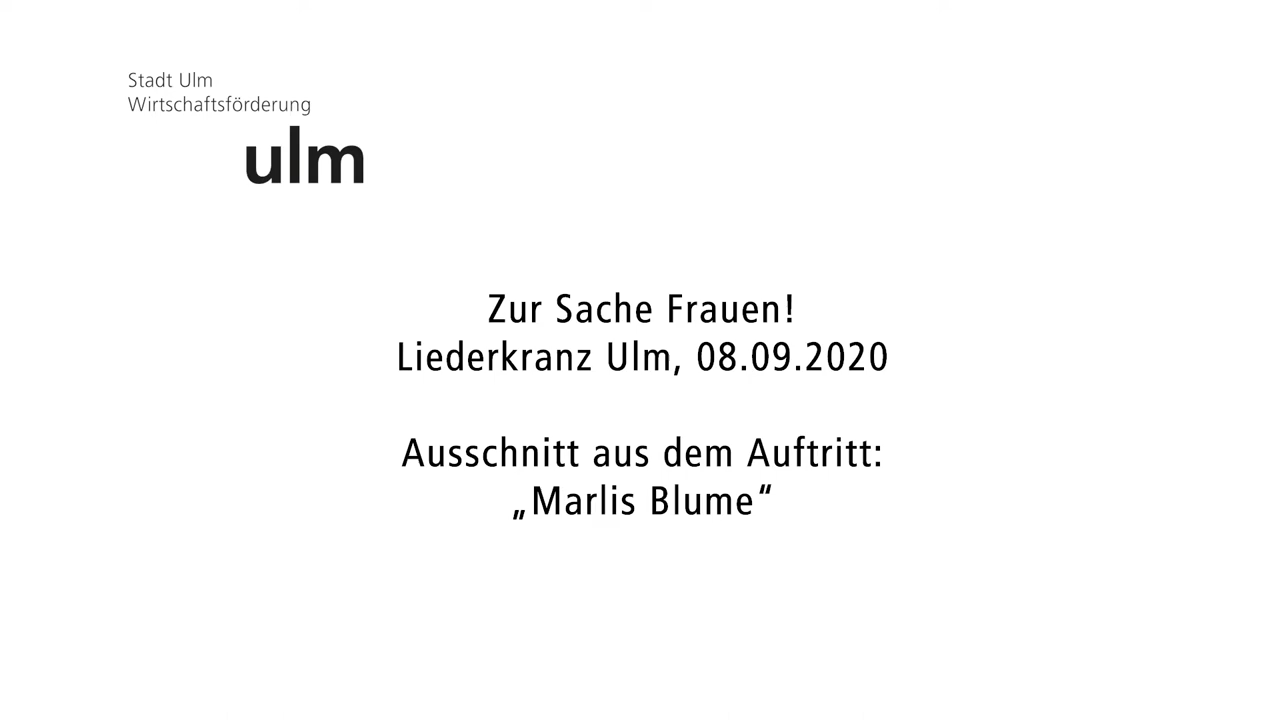 Stadt Ulm
Wirtschaftsförderung
ulm
Zur Sache Frauen!
Liederkranz Ulm, 08.09.2020
Ausschnitt aus dem Auftritt:
„Marlis Blume“